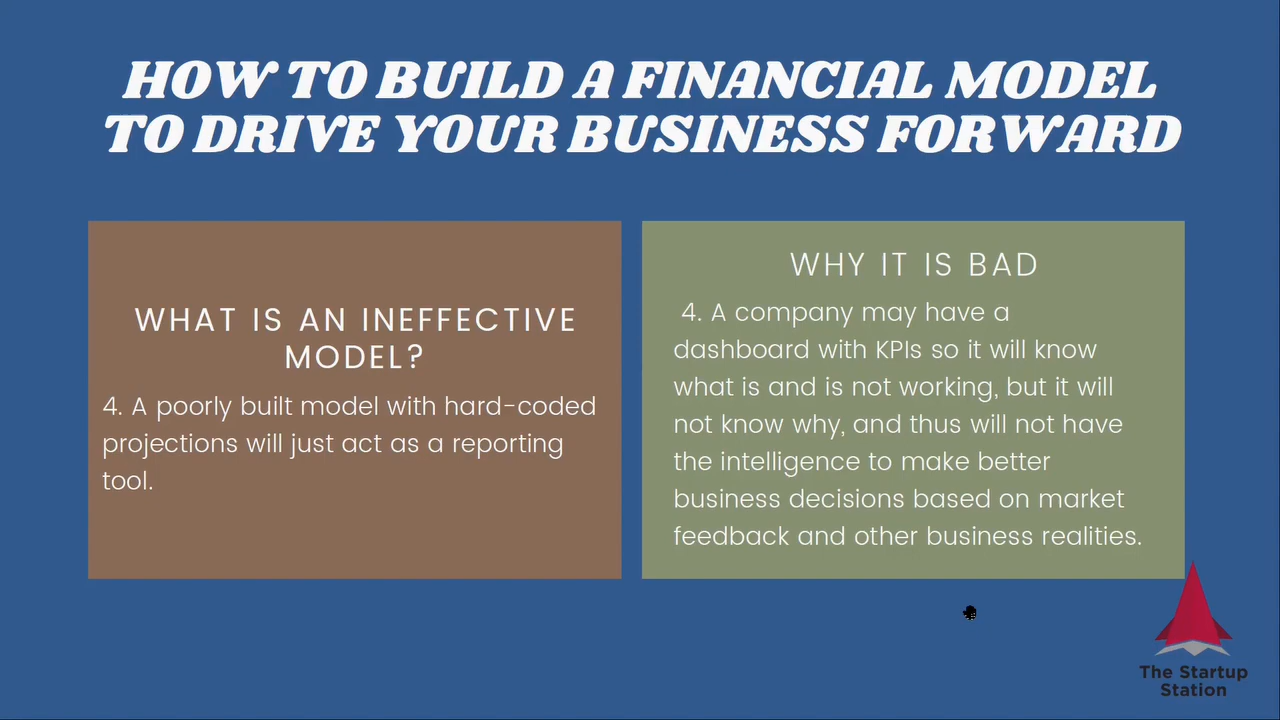 HOW TO BUILD A FINANCIAL MODEL
TO DRIVE YOUR BUSINESS FORWARD
WHAT IS AN INEFFECTIVE
MODEL?
4. A poorly built model with hard-coded
projections will just act as a reporting
tool.
WHY IT IS BAD
4. A company may have a
dashboard with KPIs so it will know
what is and is not working, but it will
not know why, and thus will not have
the intelligence to make better
business decisions based on market
feedback and other business realities.
The Startup
Station